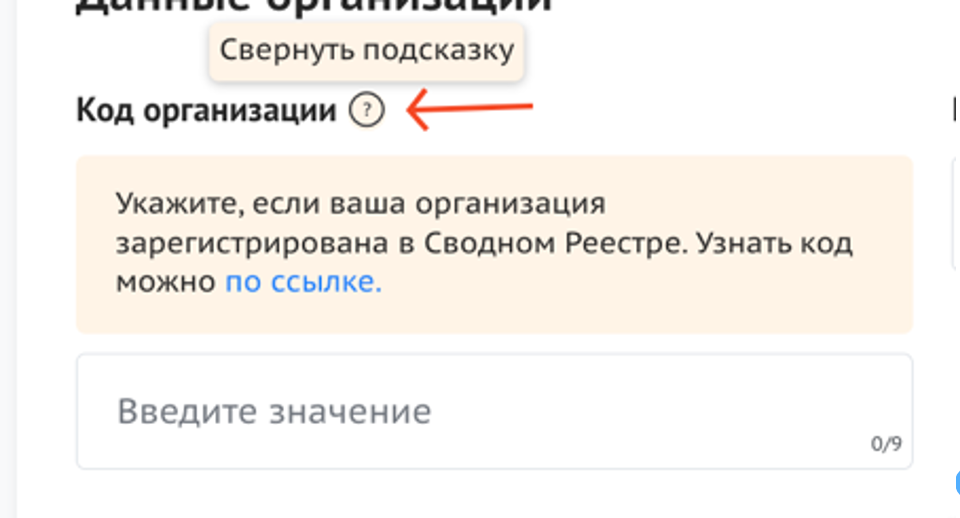 Данные организации
Свернуть подсказку
Код организации ?
Укажите, если ваша организация
зарегистрирована в Сводном Реестре. Узнать код
можно по ссылке.
Введите значение
0/9